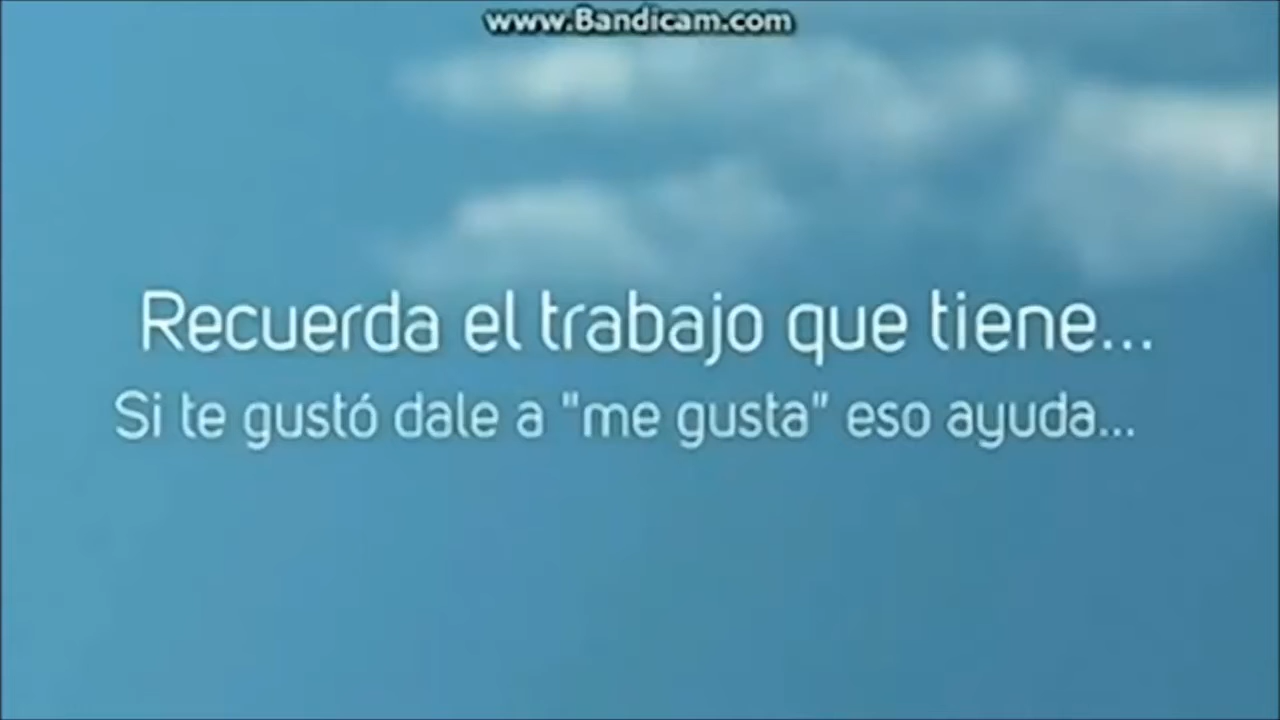 www.Bandicam.com
Recuerda el trabajo que tiene...
Si te gustó dale a "me gusta" eso ayuda...